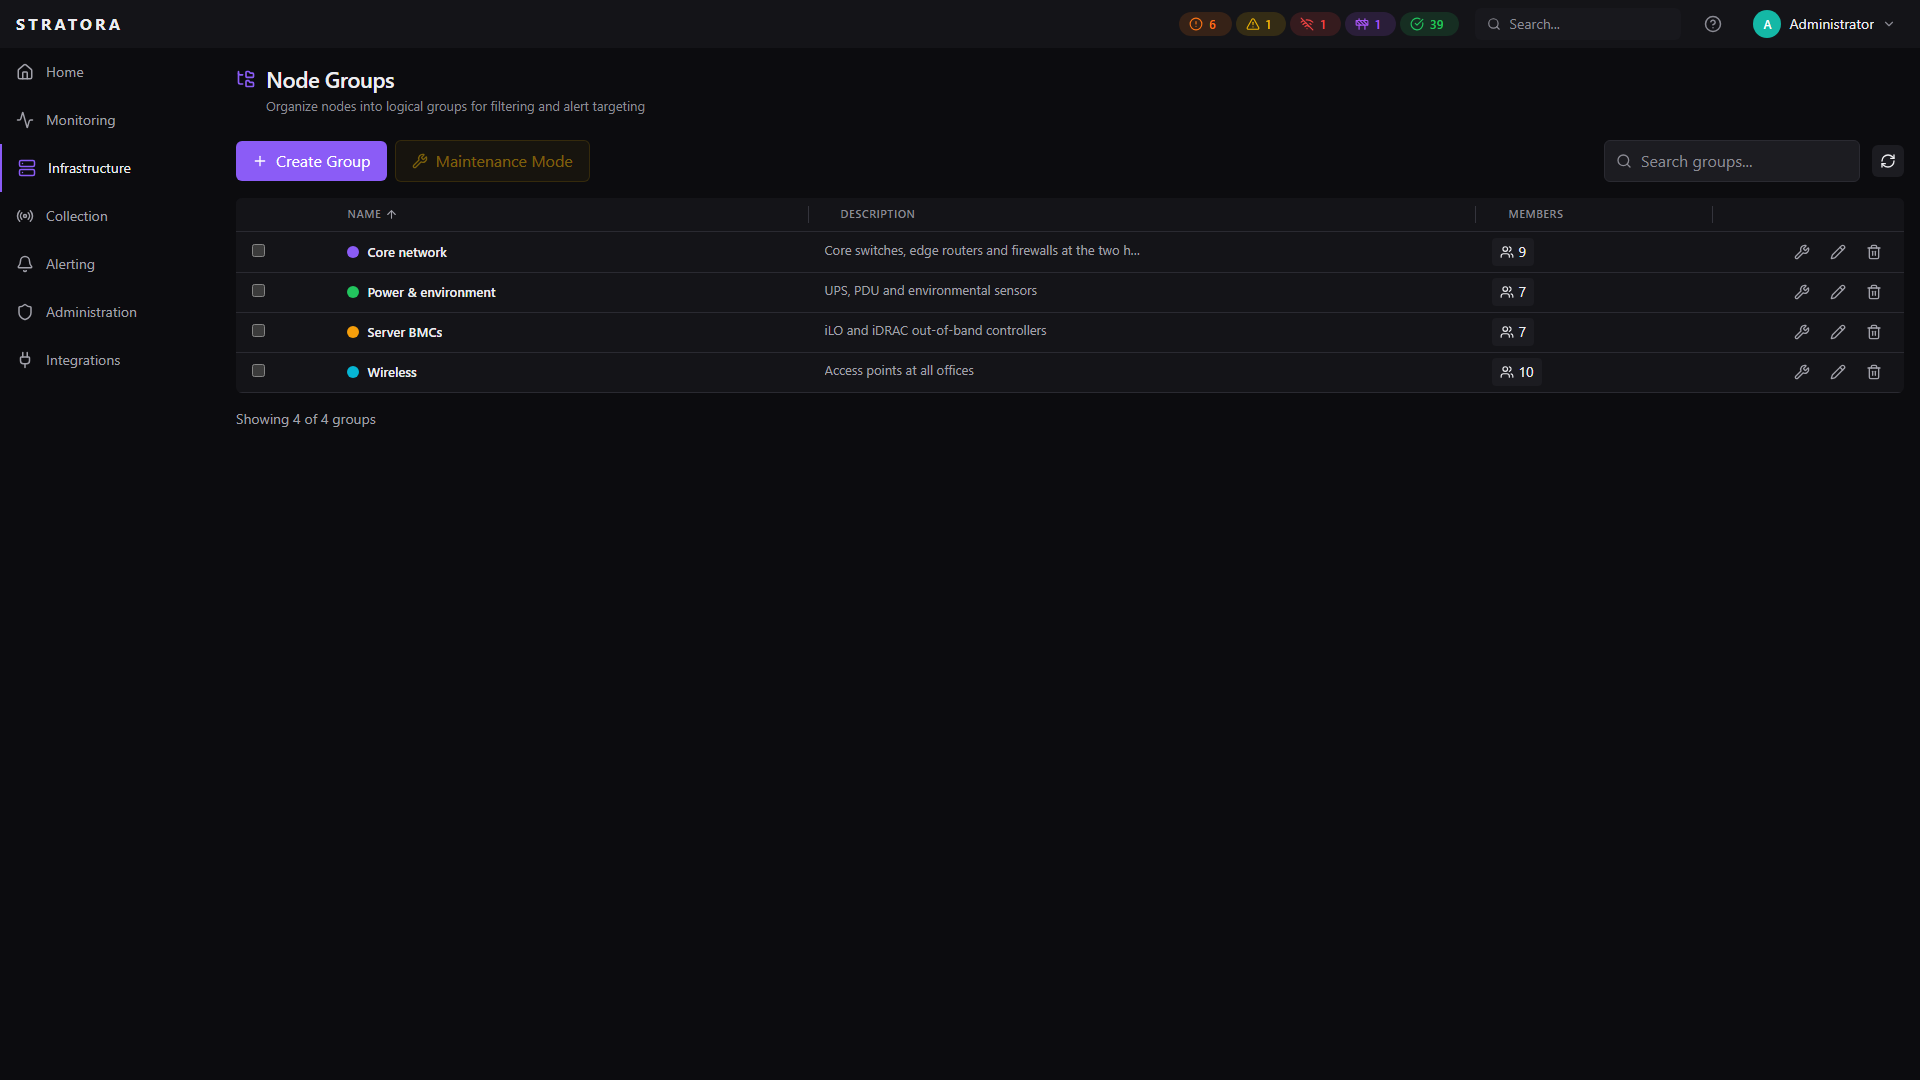 STRATORA
6
1
1
1
39
Search...
A
Administrator
Home
Monitoring
Infrastructure
Collection
Alerting
Administration
Integrations
Node Groups
Organize nodes into logical groups for filtering and alert targeting
Create Group
Maintenance Mode
Search groups...
NAME
DESCRIPTION
MEMBERS
Core network
Core switches, edge routers and firewalls at the two h...
9
Power & environment
UPS, PDU and environmental sensors
7
Server BMCs
iLO and iDRAC out-of-band controllers
7
Wireless
Access points at all offices
10
Showing 4 of 4 groups